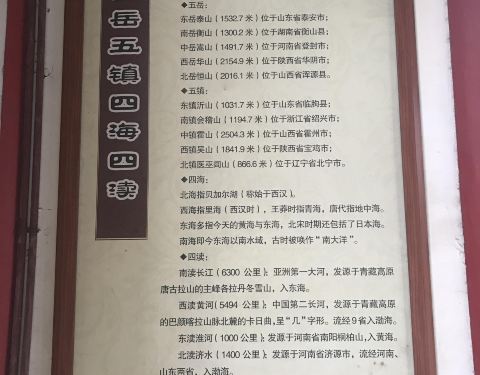 岳五镇四海四渎
◆五岳：
东岳泰山（1532.7 米）位于山东省泰安市；
南岳衡山（1300.2 米）位于湖南省衡山县；
中岳嵩山（1491.7 米）位于河南省登封市；
西岳华山（2154.9 米）位于陕西省华阴市；
北岳恒山（2016.1 米）位于山西省浑源县。
◆五镇：
东镇沂山（1031.7 米）位于山东省临朐县；
南镇会稽山（1194.7 米）位于浙江省绍兴市；
中镇霍山（2504.3 米）位于山西省霍州市；
西镇吴山（1841.9 米）位于陕西省宝鸡市；
北镇医巫闾山（866.6 米）位于辽宁省北宁市。
◆四海：
北海指贝加尔湖（称始于西汉）。
西海指里海（西汉时），王莽时指青海，唐代指地中海。
东海多指今天的黄海与东海，北宋时期还包括了日本海。
南海即今东海以南水域，古时被唤作“南大洋”。
◆四渎：
南渎长江（6300 公里）：亚洲第一大河，发源于青藏高原
唐古拉山的主峰各拉丹冬雪山，入东海。
西渎黄河（5494 公里）：中国第二长河，发源于青藏高原
的巴颜喀拉山脉北麓的卡日曲，呈“几”字形。流经9省入渤海。
东渎淮河（1000 公里）：发源于河南省南阳桐柏山，入黄海。
北渎济水（1400 公里）：发源于河南省济源市，流经河南、
山东两省，入渤海。